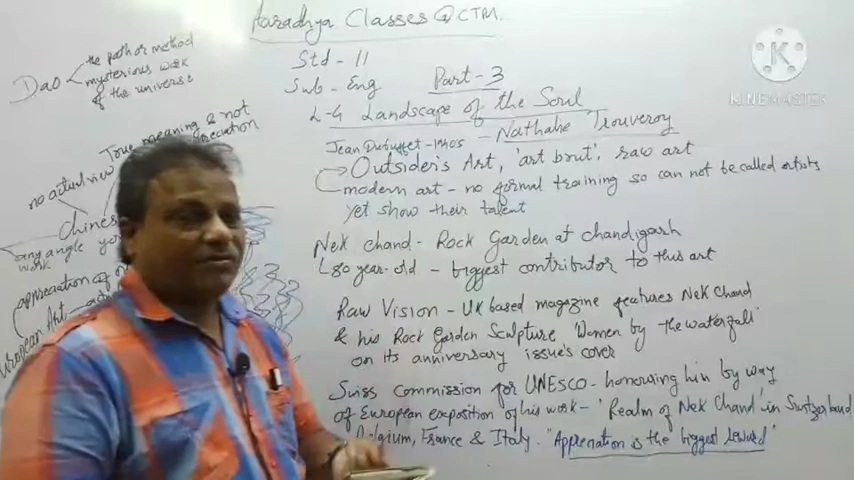 Aaradhya Classes @ CTM.
Std - 11
Sub - Eng
Part - 3
L-4 Landscape of the Soul
- Nathalie Trouveroy
Jean Dubuffet -
Outsider's Art, 'art brut', raw art
modern art - no formal training so can not be called artists
yet show their talent
Nek chand - Rock Garden at chandigarh
80 year-old - biggest contributor to this art
Raw Vision - UK based magazine features Nek Chand
& his Rock Garden Sculpture 'Women by the waterfall'
on its anniversary issue's cover
Swiss Commission for UNESCO - honouring him by way
of European exposition of his work - 'Realm of Nek Chand' in Switzerland
Belgium, France & Italy. "Appreciation is the biggest reward"
Dao
the path or method
mysterious work
of the universe
True meaning & not
no actual view
chines
any angle yo
work
appreciation of
European Art
KINEMASTER